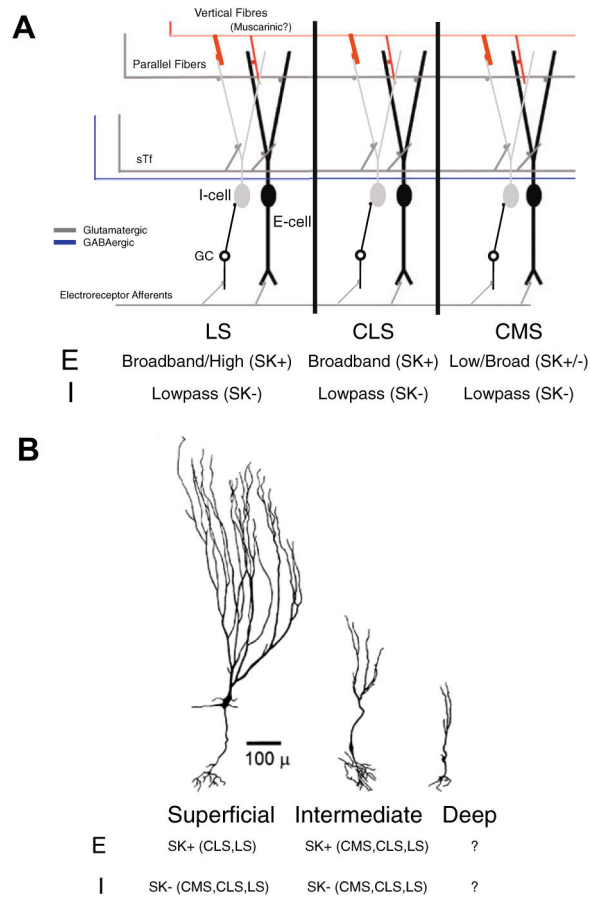 A
Vertical Fibres
(Muscarinic?)
Parallel Fibers
sTf
I-cell
E-cell
Glutamatergic
GABAergic
GC
Electroreceptor Afferents
LS CLS CMS
E Broadband/High (SK+) Broadband (SK+) Low/Broad (SK+/-)
I Lowpass (SK-) Lowpass (SK-) Lowpass (SK-)
B
100 μ
Superficial Intermediate Deep
E SK+ (CLS,LS) SK+ (CMS,CLS,LS) ?
I SK- (CMS,CLS,LS) SK- (CMS,CLS,LS) ?